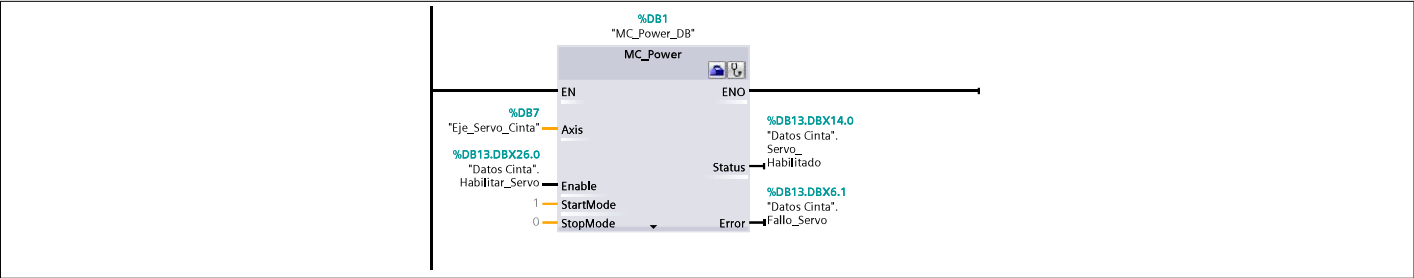 %DB1
"MC_Power_DB"
MC_Power
EN
ENO
%DB7
"Eje_Servo_Cinta"
Axis
%DB13.DBX14.0
"Datos Cinta".
Servo_
Habilitado
Status
%DB13.DBX26.0
"Datos Cinta".
Habilitar_Servo
Enable
%DB13.DBX6.1
"Datos Cinta".
Fallo_Servo
Error
1
StartMode
0
StopMode